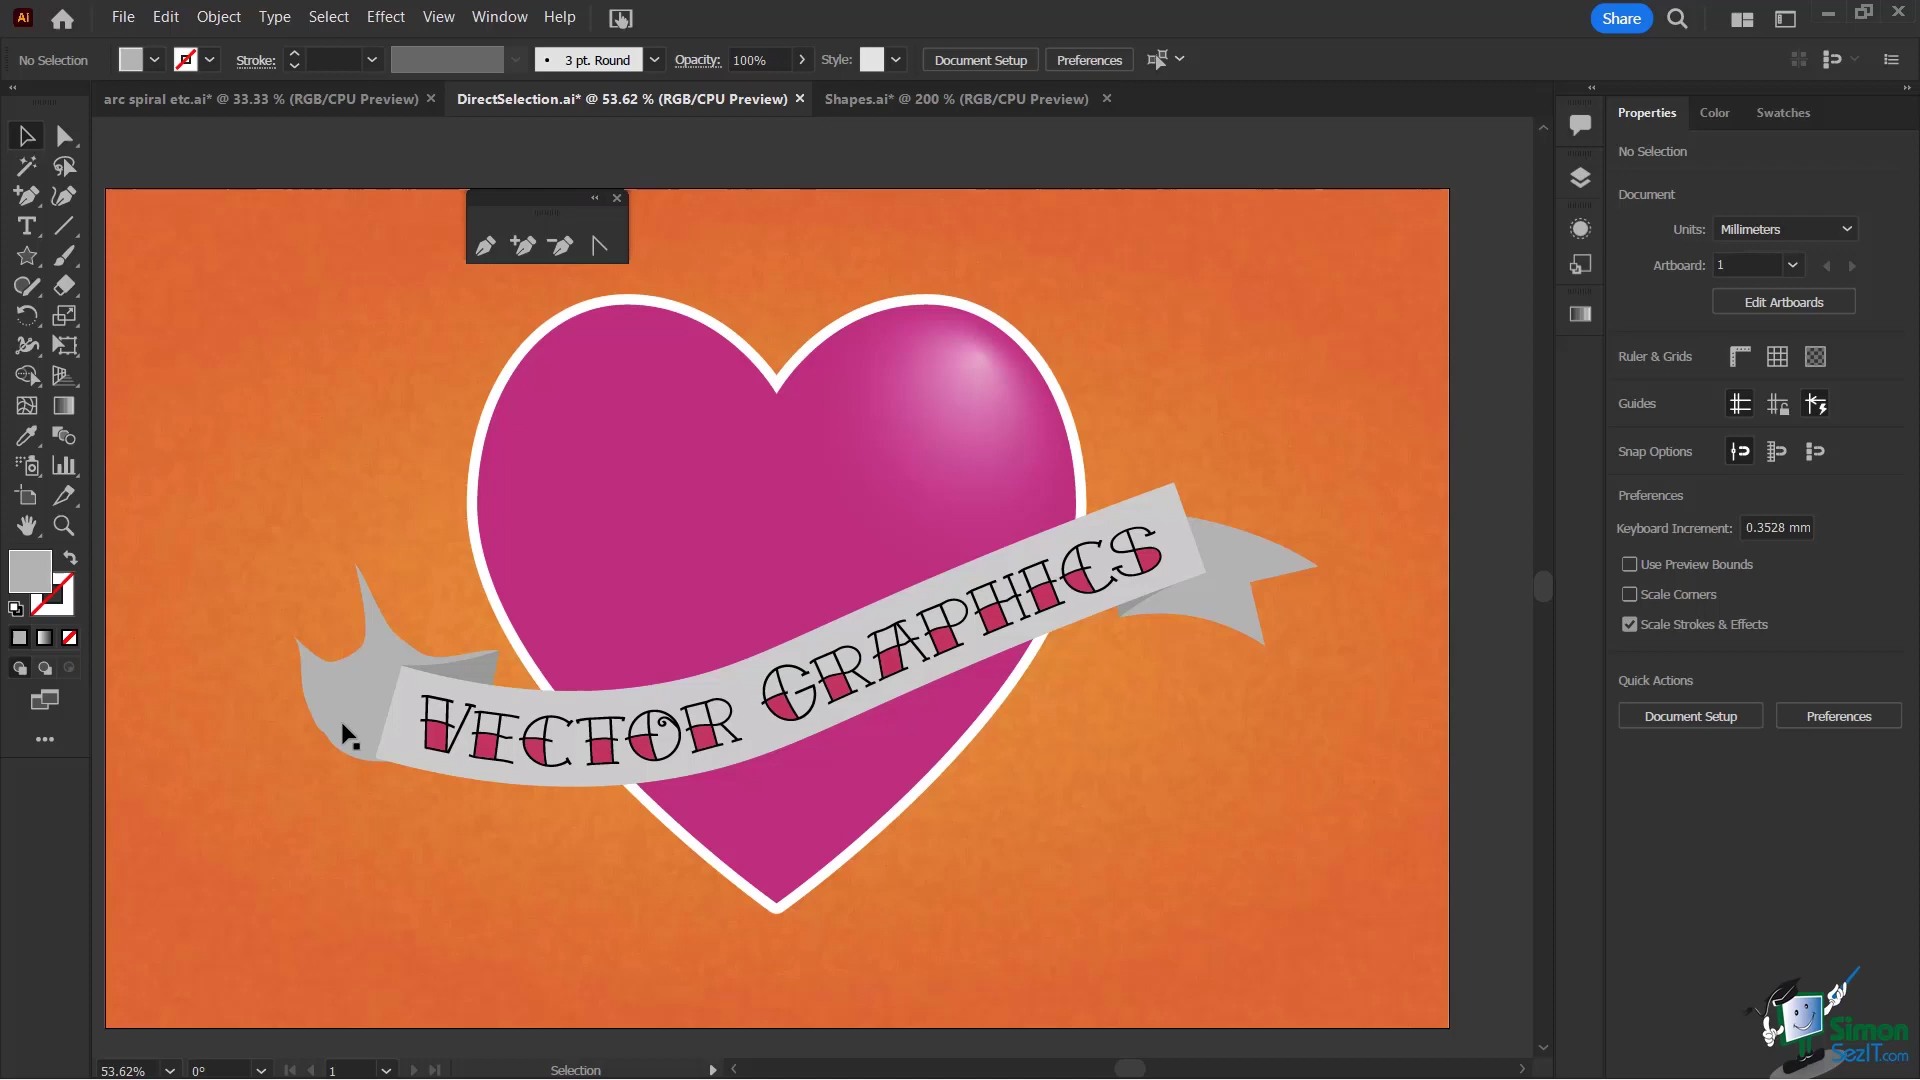 Ai File Edit Object Type Select Effect View Window Help Share
No Selection Stroke: 3 pt. Round Opacity: 100% Style: Document Setup Preferences
arc spiral etc.ai* @ 33.33 % (RGB/CPU Preview) DirectSelection.ai* @ 53.62 % (RGB/CPU Preview) Shapes.ai* @ 200 % (RGB/CPU Preview)
Properties Color Swatches
No Selection
Document
Units: Millimeters
Artboard: 1
Edit Artboards
Ruler & Grids
Guides
Snap Options
Preferences
Keyboard Increment: 0.3528 mm
Use Preview Bounds
Scale Corners
Scale Strokes & Effects
Quick Actions
Document Setup Preferences
VECTOR GRAPHICS
Simon
SezIT.com
53.62% 0° 1 Selection